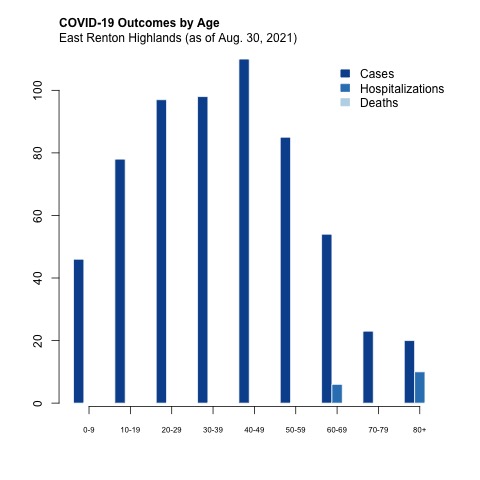 COVID-19 Outcomes by Age
East Renton Highlands (as of Aug. 30, 2021)
Cases
Hospitalizations
Deaths
100
80
60
40
20
0
0-9 10-19 20-29 30-39 40-49 50-59 60-69 70-79 80+